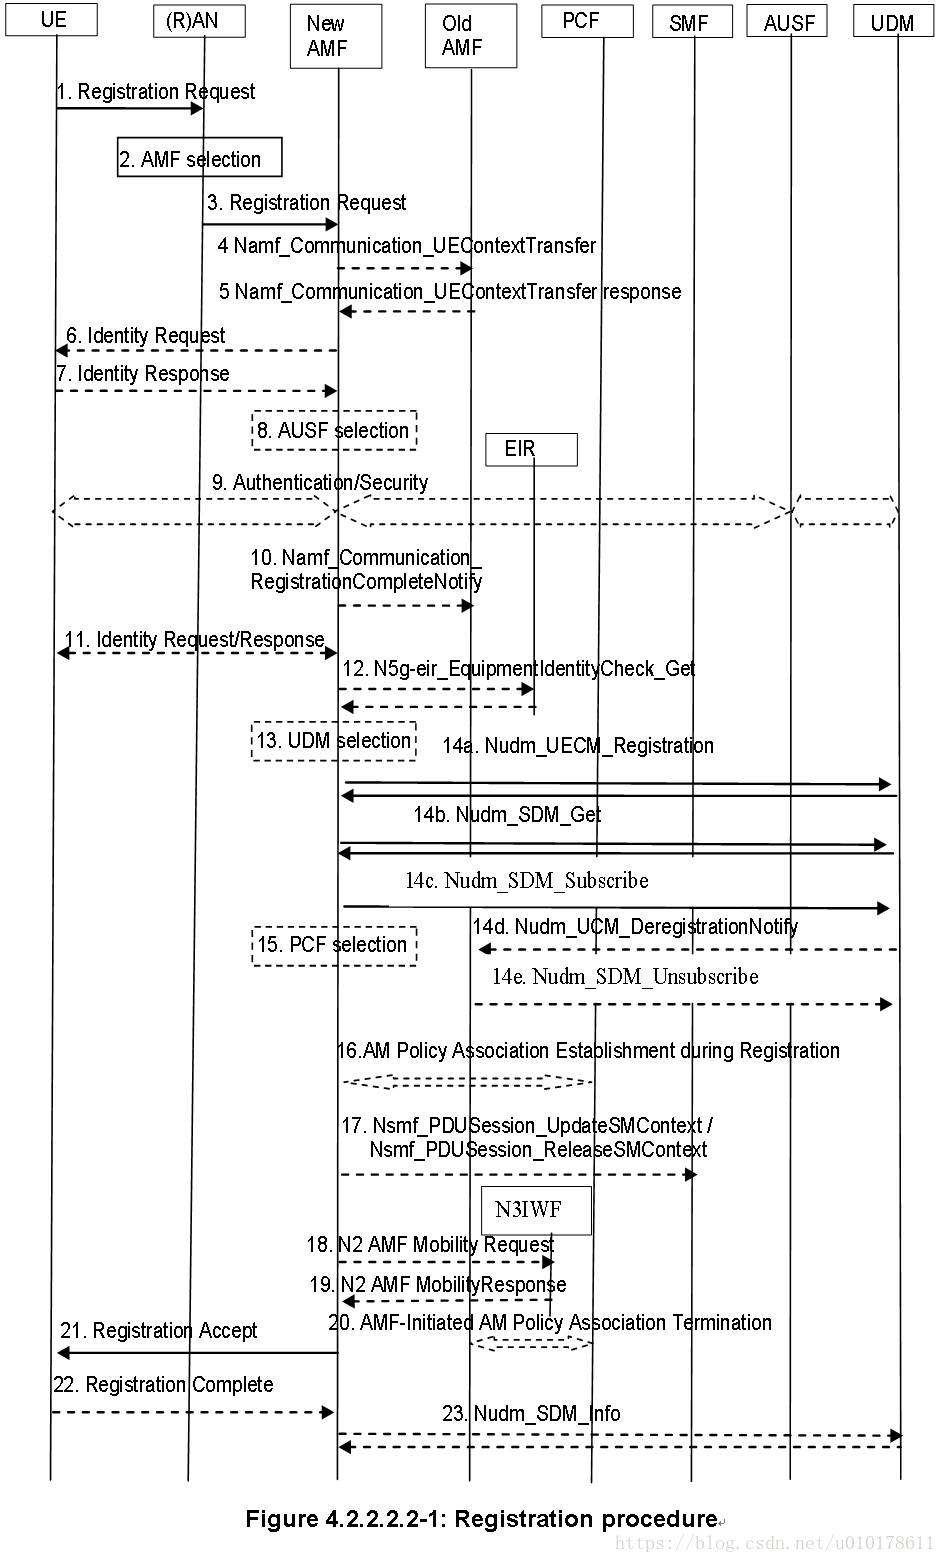 UE
(R)AN
New
AMF
Old
AMF
PCF
SMF
AUSF
UDM
1. Registration Request
2. AMF selection
3. Registration Request
4 Namf_Communication_UEContextTransfer
5 Namf_Communication_UEContextTransfer response
6. Identity Request
7. Identity Response
8. AUSF selection
EIR
9. Authentication/Security
10. Namf_Communication_
RegistrationCompleteNotify
11. Identity Request/Response
12. N5g-eir_EquipmentIdentityCheck_Get
13. UDM selection
14a. Nudm_UECM_Registration
14b. Nudm_SDM_Get
14c. Nudm_SDM_Subscribe
14d. Nudm_UCM_DeregistrationNotify
15. PCF selection
14e. Nudm_SDM_Unsubscribe
16.AM Policy Association Establishment during Registration
17. Nsmf_PDUSession_UpdateSMContext /
Nsmf_PDUSession_ReleaseSMContext
N3IWF
18. N2 AMF Mobility Request
19. N2 AMF MobilityResponse
20. AMF-Initiated AM Policy Association Termination
21. Registration Accept
22. Registration Complete
23. Nudm_SDM_Info
Figure 4.2.2.2.2-1: Registration procedure
https://blog.csdn.net/u010178611